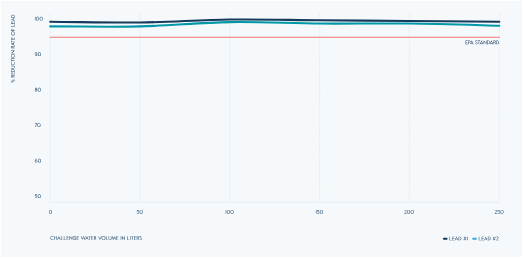 % REDUCTION RATE OF LEAD
100
90
80
70
60
50
EPA STANDARD
0 50 100 150 200 250
CHALLENGE WATER VOLUME IN LITERS
LEAD #1 LEAD #2